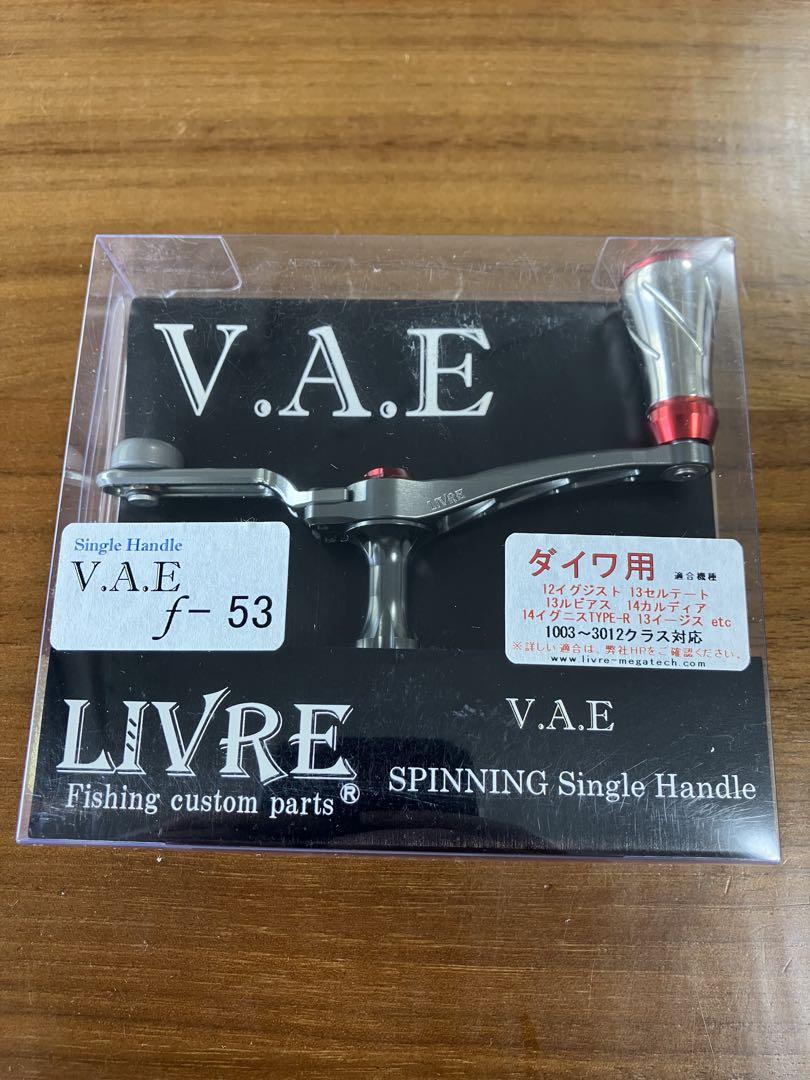 V.A.E
LIVRE
Single Handle
V.A.E
f- 53
ダイワ用 適合機種
12イグジスト 13セルテート
13ルビアス 14カルディア
14イグニスTYPE-R 13イージス etc
1003~3012クラス対応
※詳しい適合は、弊社HPをご確認ください。
www.livre-megatech.com
LIVRE
Fishing custom parts®
V.A.E
SPINNING Single Handle